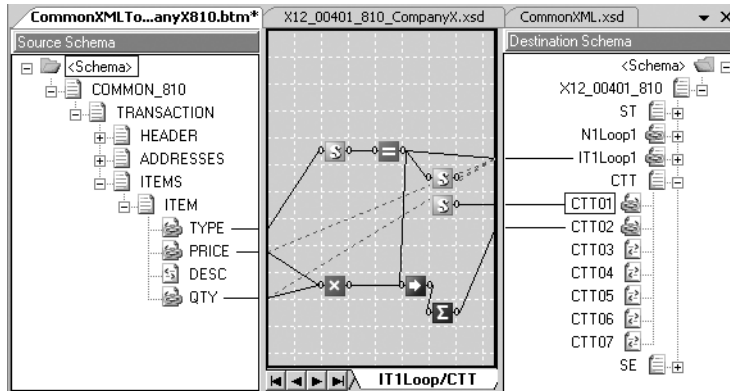 CommonXMLTo...anyX810.btm*
X12_00401_810_CompanyX.xsd
CommonXML.xsd
Source Schema
<Schema>
COMMON_810
TRANSACTION
HEADER
ADDRESSES
ITEMS
ITEM
TYPE
PRICE
DESC
QTY
IT1Loop/CTT
Destination Schema
<Schema>
X12_00401_810
ST
N1Loop1
IT1Loop1
CTT
CTT01
CTT02
CTT03
CTT04
CTT05
CTT06
CTT07
SE